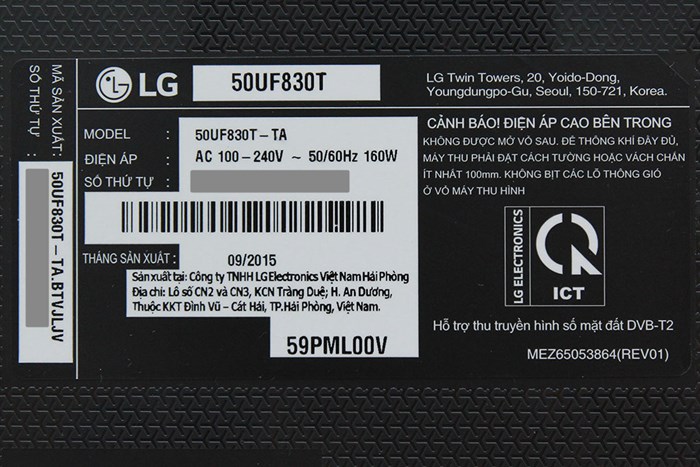 LG
50UF830T
LG Twin Towers, 20, Yoido-Dong,
Youngdungpo-Gu, Seoul, 150-721, Korea.
MODEL : 50UF830T-TA
ĐIỆN ÁP : AC 100-240V ~ 50/60Hz 160W
SỐ THỨ TỰ :
THÁNG SẢN XUẤT : 09/2015
Sản xuất tại: Công ty TNHH LG Electronics Việt Nam Hải Phòng
Địa chỉ: Lô số CN2 và CN3, KCN Tràng Duệ; H. An Dương,
Thuộc KKT Đình Vũ - Cát Hải, TP.Hải Phòng, Việt Nam.
59PML00V
CẢNH BÁO! ĐIỆN ÁP CAO BÊN TRONG
KHÔNG ĐƯỢC MỞ VỎ SAU. ĐỂ THÔNG KHÍ ĐẦY ĐỦ,
MÁY THU PHẢI ĐẶT CÁCH TƯỜNG HOẶC VÁCH CHẮN
ÍT NHẤT 100mm. KHÔNG BỊT CÁC LỖ THÔNG GIÓ
Ở VỎ MÁY THU HÌNH
LG ELECTRONICS
ICT
Hỗ trợ thu truyền hình số mặt đất DVB-T2
MEZ65053864(REV01)
MÃ SẢN XUẤT:
SỐ THỨ TỰ :
50UF830T-TA.BTVJLJV